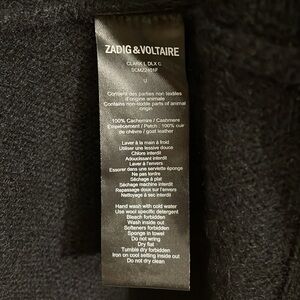 ZADIG & VOLTAIRE
CLARK L DLX C
U
Contient des parties non textiles
d'origine animale
Contains non-textile parts of animal
origin
100% Cachemire / Cashmere
Empiècement / Patch : 100% cuir
de chèvre / goat leather
Laver à la main à froid
Utiliser une lessive douce
Chlore interdit
Adoucissant interdit
Laver à l'envers
Essorer dans une serviette éponge
Ne pas tordre
Séchage à plat
Séchage machine interdit
Repassage doux sur l'envers
Nettoyage à sec interdit
Hand wash with cold water
Use wool specific detergent
Bleach forbidden
Wash inside out
Softeners forbidden
Sponge in towel
Do not wring
Dry flat
Tumble dry forbidden
Iron on cool setting inside out
Do not dry clean